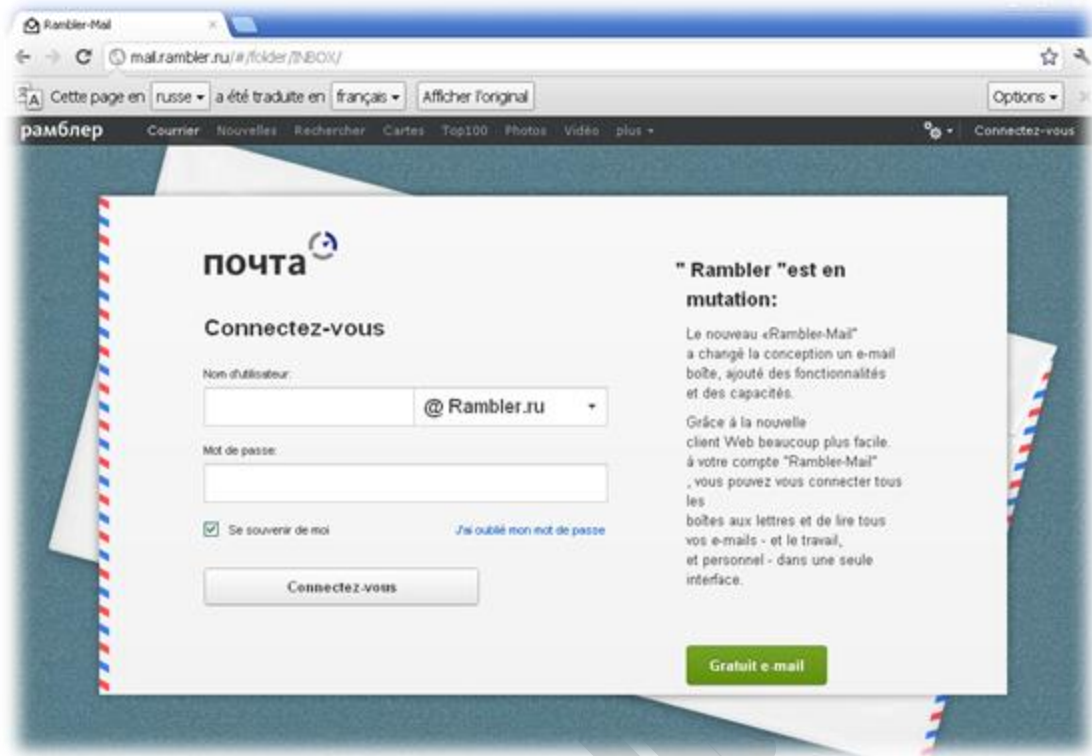 Rambler-Mail
mail.rambler.ru/#/folder/INBOX/
Cette page en russe a été traduite en français Afficher l'original Options
рамблер Courrier Nouvelles Rechercher Cartes Top100 Photos Vidéo plus Connectez-vous
почта
Connectez-vous
Nom d'utilisateur:
@ Rambler.ru
Mot de passe:
Se souvenir de moi J'ai oublié mon mot de passe
Connectez-vous
" Rambler "est en
mutation:
Le nouveau «Rambler-Mail"
a changé la conception un e-mail
boîte, ajouté des fonctionnalités
et des capacités.
Grâce à la nouvelle
client Web beaucoup plus facile.
à votre compte "Rambler-Mail"
, vous pouvez vous connecter tous
les
boîtes aux lettres et de lire tous
vos e-mails - et le travail,
et personnel - dans une seule
interface.
Gratuit e-mail